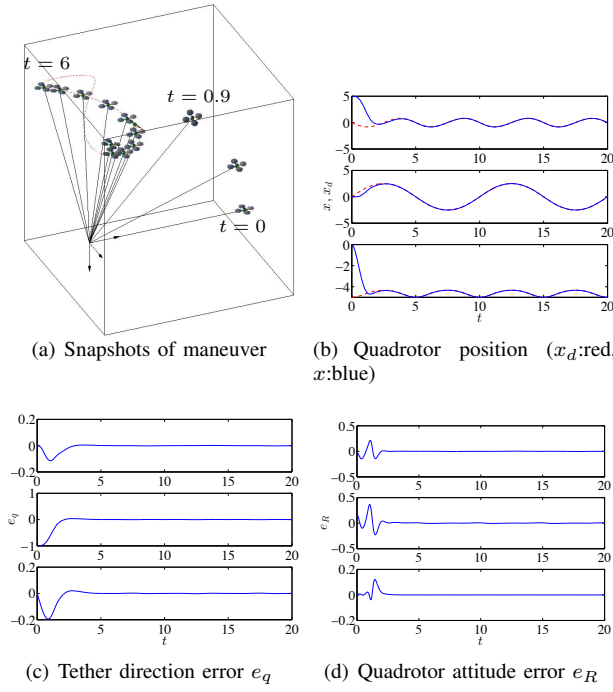 t = 6
t = 0.9
t = 0
(a) Snapshots of maneuver
5
0
−5
0 5 10 15 20
5
0
−5
x , x_d
0 5 10 15 20
0
−2
−4
0 5 10 15 20
t
(b) Quadrotor position (x_d:red,
x:blue)
0.2
0
−0.2
0 5 10 15 20
1
0
−1
e_q
0 5 10 15 20
0.2
0
−0.2
0 5 10 15 20
t
(c) Tether direction error e_q
0.5
0
−0.5
0 5 10 15 20
0.5
0
−0.5
e_R
0 5 10 15 20
0.2
0
−0.2
0 5 10 15 20
t
(d) Quadrotor attitude error e_R